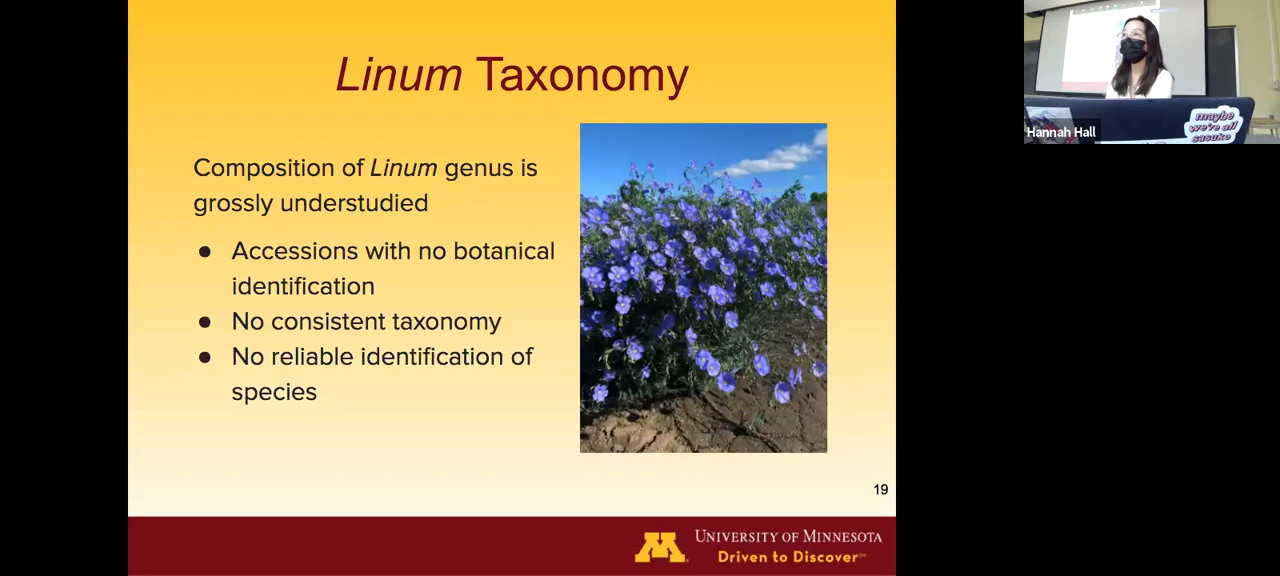 Linum Taxonomy
Composition of Linum genus is
grossly understudied
● Accessions with no botanical
identification
● No consistent taxonomy
● No reliable identification of
species
19
M
UNIVERSITY OF MINNESOTA
Driven to Discover℠
Hannah Hall
maybe
we're all
sasuke